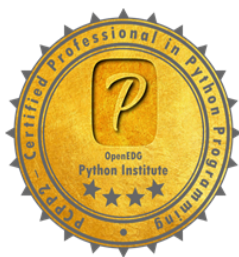 PCPP2 – Certified Professional in Python Programming
P
OpenEDG
Python Institute